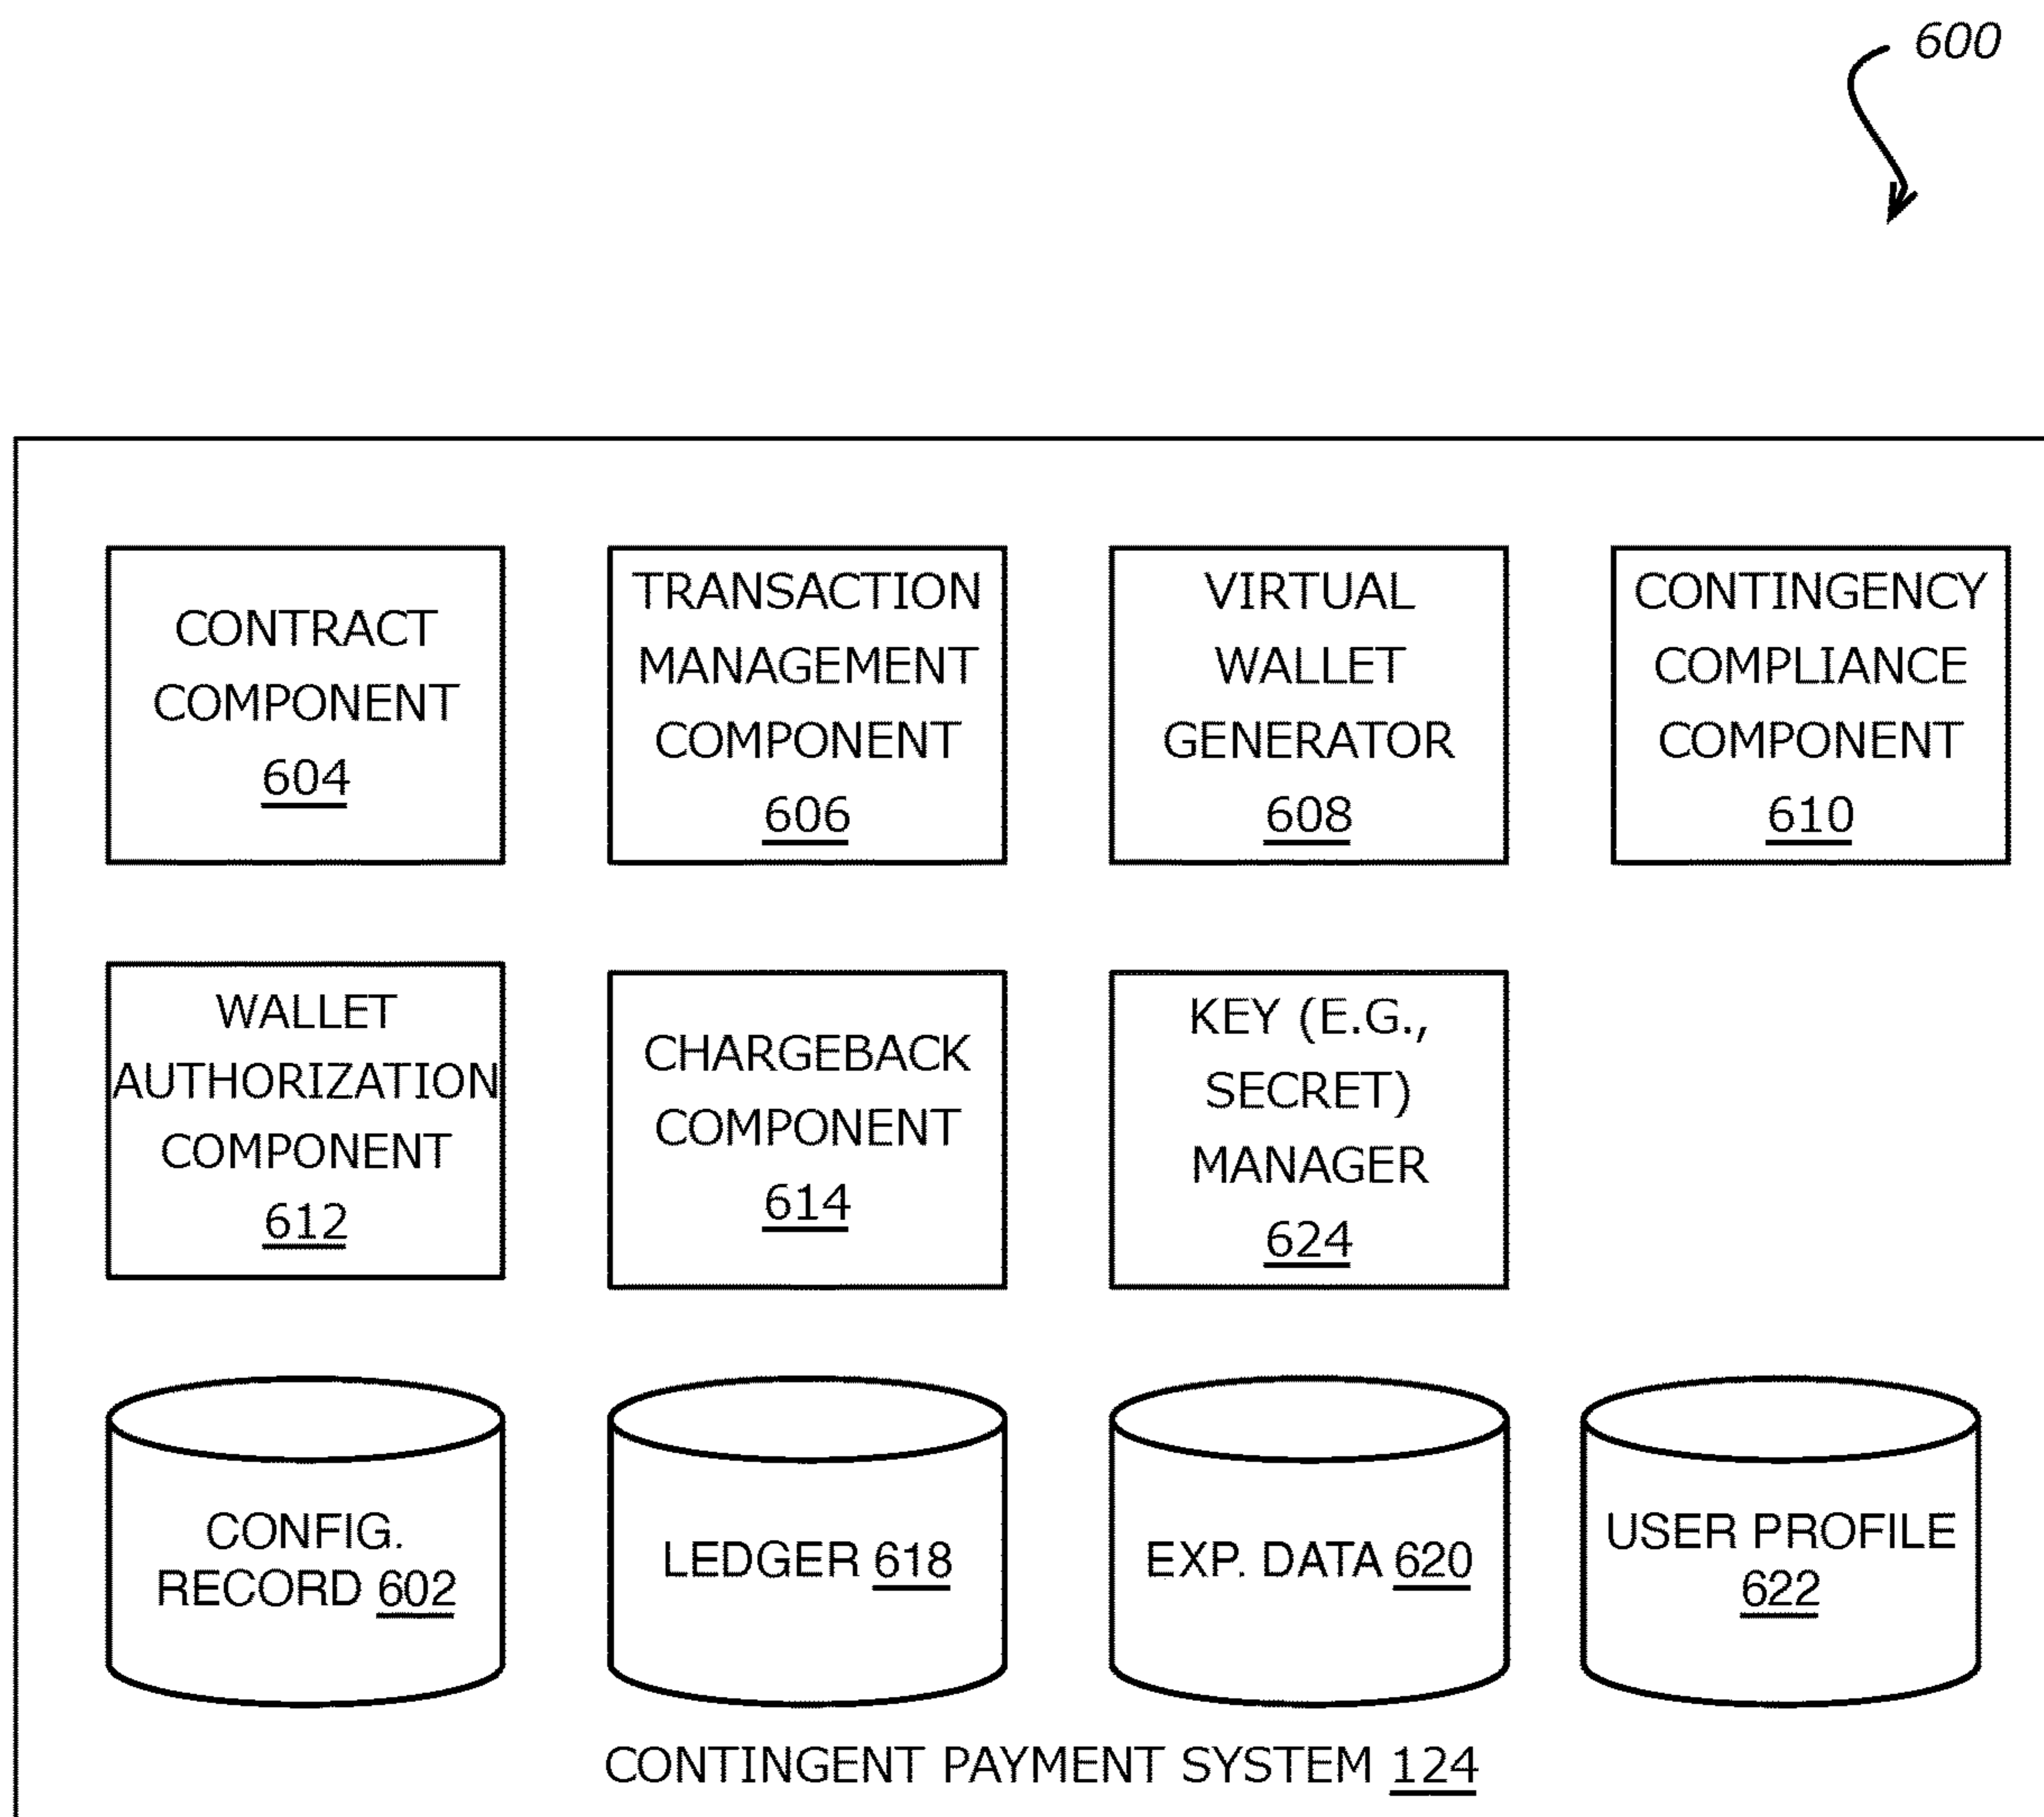 600
CONTRACT
COMPONENT
604
TRANSACTION
MANAGEMENT
COMPONENT
606
VIRTUAL
WALLET
GENERATOR
608
CONTINGENCY
COMPLIANCE
COMPONENT
610
WALLET
AUTHORIZATION
COMPONENT
612
CHARGEBACK
COMPONENT
614
KEY (E.G.,
SECRET)
MANAGER
624
CONFIG.
RECORD 602
LEDGER 618
EXP. DATA 620
USER PROFILE
622
CONTINGENT PAYMENT SYSTEM 124